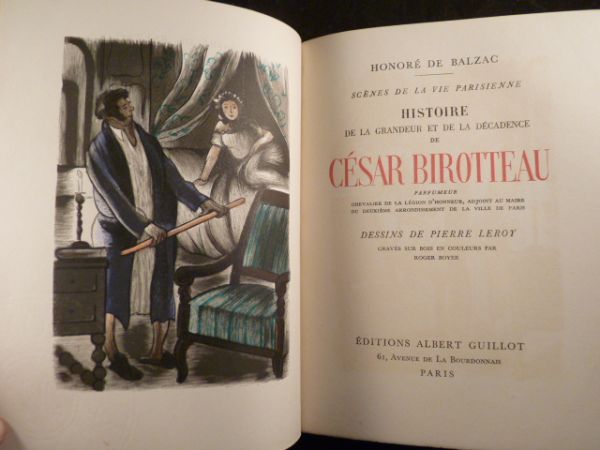 HONORÉ DE BALZAC
SCÈNES DE LA VIE PARISIENNE
HISTOIRE
DE LA GRANDEUR ET DE LA DÉCADENCE
DE
CÉSAR BIROTTEAU
PARFUMEUR
CHEVALIER DE LA LÉGION D'HONNEUR, ADJOINT AU MAIRE
DU DEUXIÈME ARRONDISSEMENT DE LA VILLE DE PARIS
DESSINS DE PIERRE LEROY
GRAVÉS SUR BOIS EN COULEURS PAR
ROGER BOYER
ÉDITIONS ALBERT GUILLOT
61, AVENUE DE LA BOURDONNAIS
PARIS